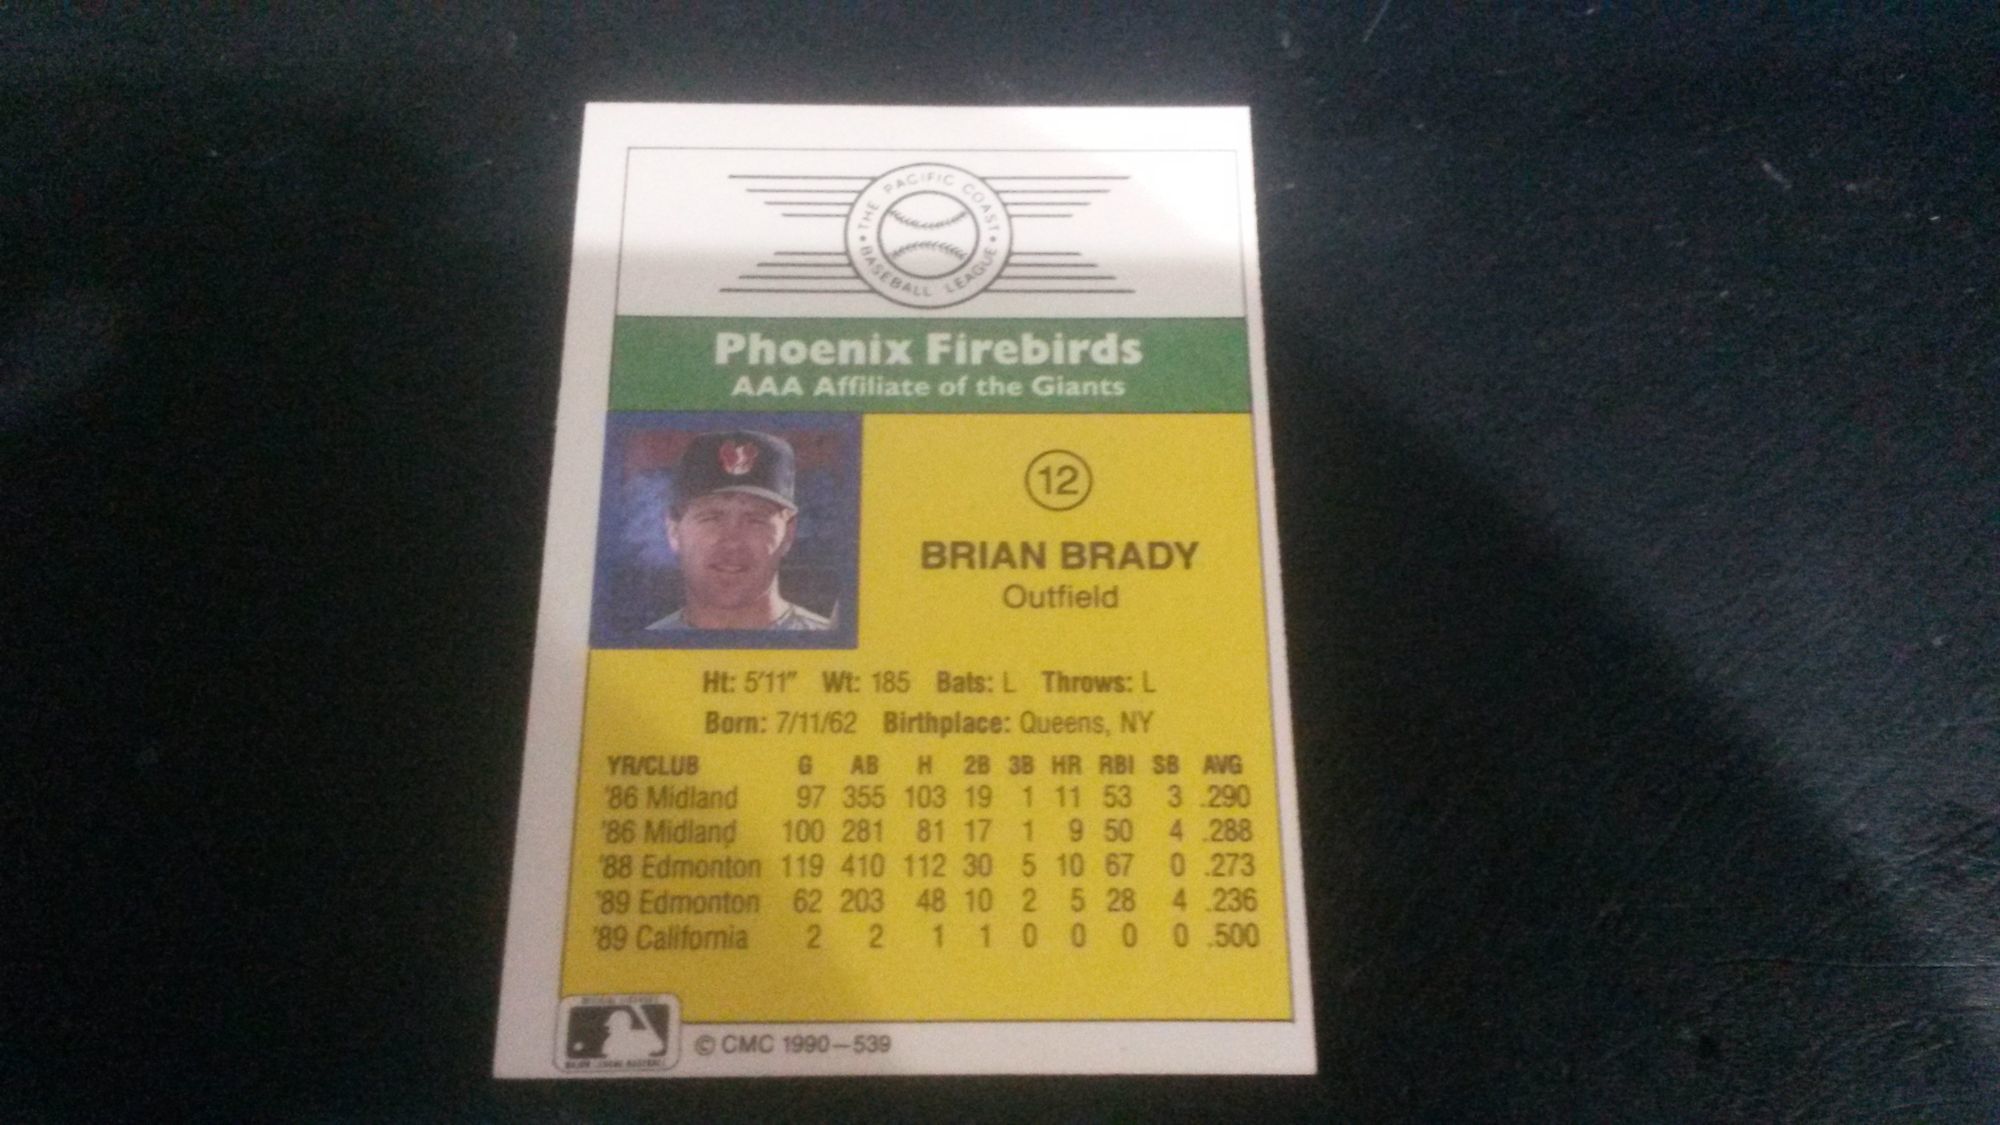 THE PACIFIC COAST
BASEBALL LEAGUE
Phoenix Firebirds
AAA Affiliate of the Giants
12
BRIAN BRADY
Outfield
Ht: 5'11" Wt: 185 Bats: L Throws: L
Born: 7/11/62 Birthplace: Queens, NY
YR/CLUB G AB H 2B 3B HR RBI SB AVG
'86 Midland 97 355 103 19 1 11 53 3 .290
'86 Midland 100 281 81 17 1 9 50 4 .288
'88 Edmonton 119 410 112 30 5 10 67 0 .273
'89 Edmonton 62 203 48 10 2 5 28 4 .236
'89 California 2 2 1 1 0 0 0 0 .500
© CMC 1990—539